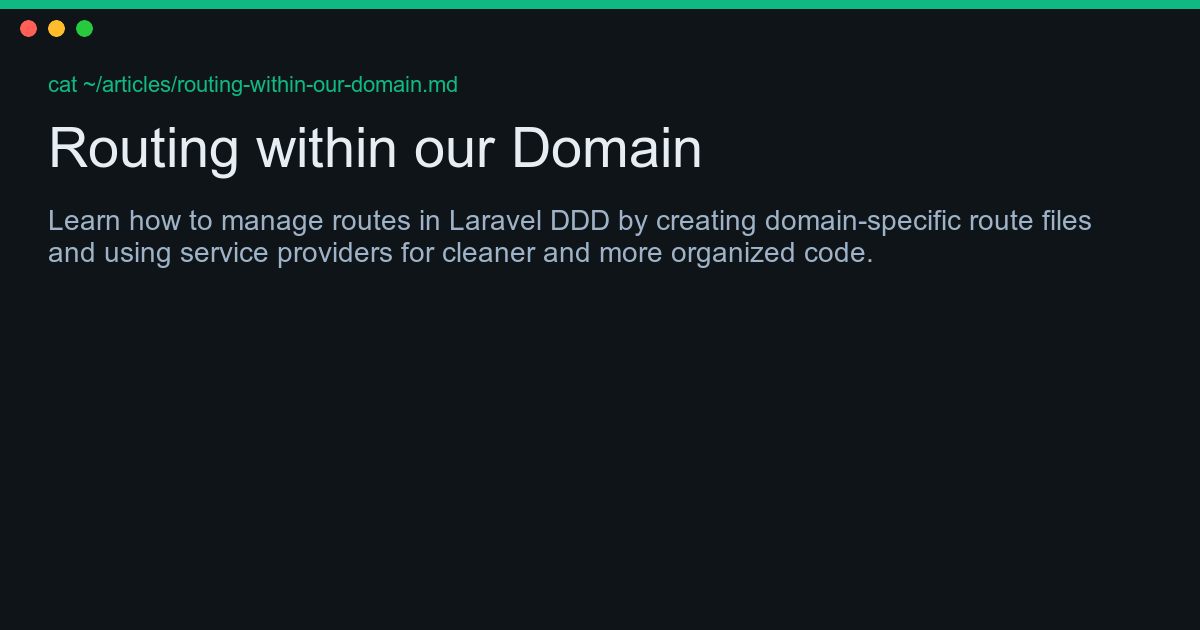 cat ~/articles/routing-within-our-domain.md
Routing within our Domain
Learn how to manage routes in Laravel DDD by creating domain-specific route files
and using service providers for cleaner and more organized code.